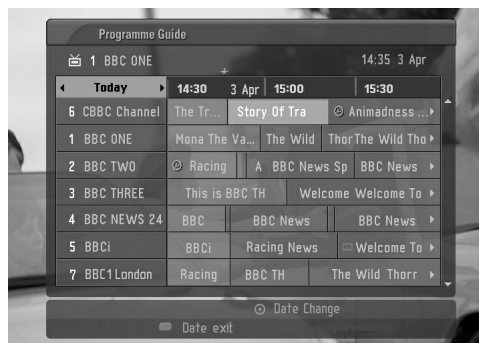 Programme Guide
1 BBC ONE 14:35 3 Apr
Today 14:30 3 Apr 15:00 15:30
6 CBBC Channel The Tr... Story Of Tra Animadness ...
1 BBC ONE Mona The Va... The Wild Thor The Wild Tho
2 BBC TWO Racing A BBC News Sp BBC News
3 BBC THREE This is BBC TH Welcome Welcome To
4 BBC NEWS 24 BBC BBC News BBC News
5 BBCi BBCi Racing News Welcome To
7 BBC1 London Racing BBC TH The Wild Thorr
Date Change
Date exit